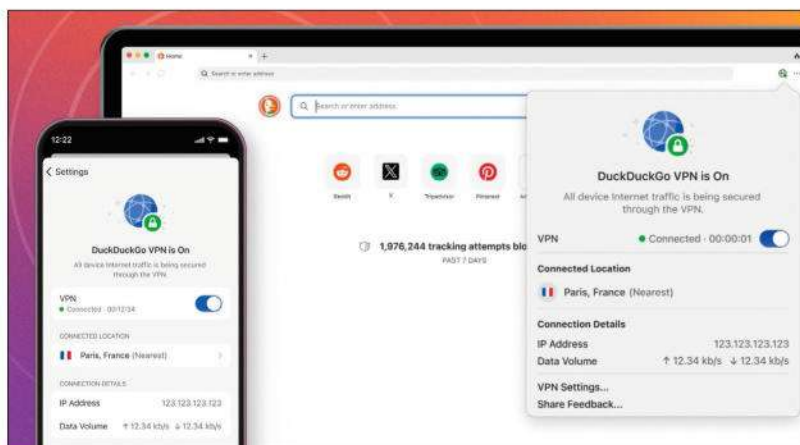 Home
Search or enter address
Search or enter address
Reddit
X
Tripadvisor
Pinterest
1,976,244 tracking attempts blo
PAST 7 DAYS
12:22
Settings
DuckDuckGo VPN is On
All device Internet traffic is being secured
through the VPN.
VPN
Connected · 00:12:34
CONNECTED LOCATION
Paris, France (Nearest)
CONNECTION DETAILS
IP Address 123.123.123.123
Data Volume ↑ 12.34 kb/s ↓ 12.34 kb/s
DuckDuckGo VPN is On
All device Internet traffic is being secured
through the VPN.
VPN Connected · 00:00:01
Connected Location
Paris, France (Nearest)
Connection Details
IP Address 123.123.123.123
Data Volume ↑ 12.34 kb/s ↓ 12.34 kb/s
VPN Settings...
Share Feedback...